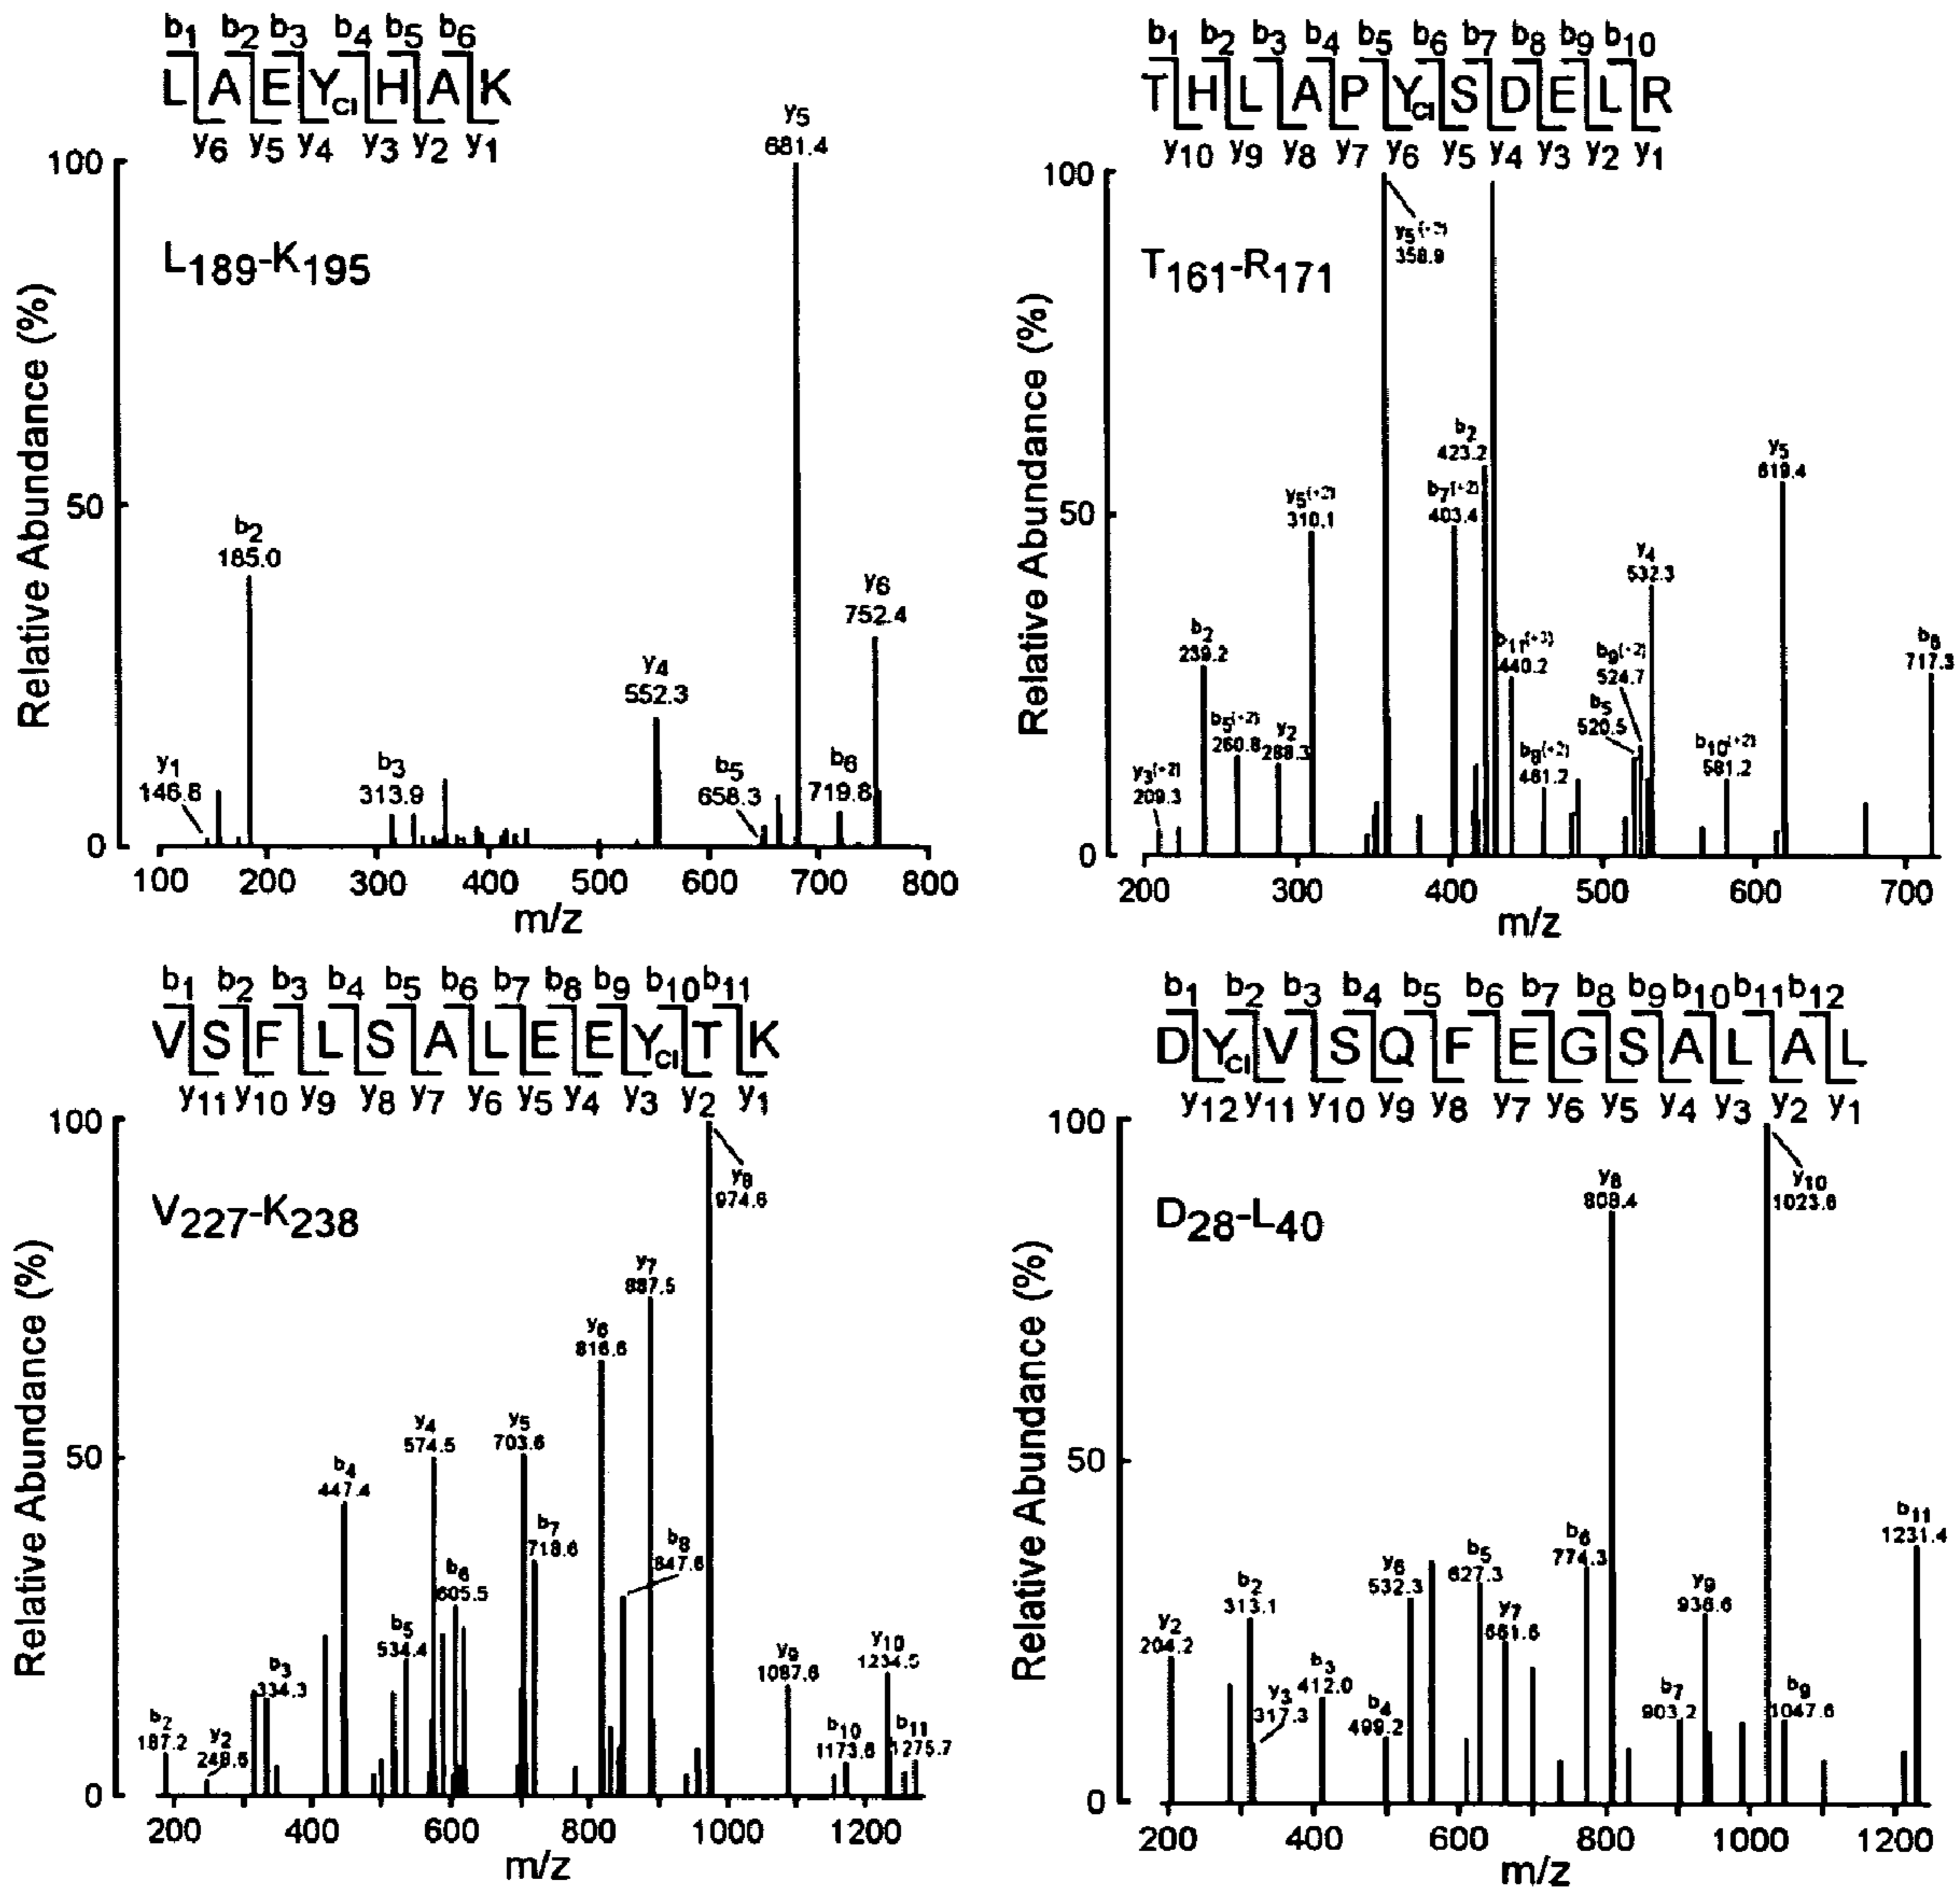 b1 b2 b3 b4 b5 b6
L A E YCl H A K
y6 y5 y4 y3 y2 y1
L189-K195
Relative Abundance (%)
100
50
0
y5
681.4
b2
185.0
y6
752.4
y4
552.3
y1
146.8
b3
313.9
b5
658.3
b6
719.8
100 200 300 400 500 600 700 800
m/z
b1 b2 b3 b4 b5 b6 b7 b8 b9 b10
T H L A P YCl S D E L R
y10 y9 y8 y7 y6 y5 y4 y3 y2 y1
T161-R171
Relative Abundance (%)
100
50
0
358.9
b2
423.2
y5
619.4
y5(+2)
310.1
b7(+2)
403.4
y4
532.3
b2
239.2
b11(+3)
440.2
b9(+2)
524.7
b6
717.3
b5(+2)
260.8
y2
288.3
b5
520.5
y3(+2)
209.3
b8(+2)
461.2
b10(+2)
581.2
200 300 400 500 600 700
m/z
b1 b2 b3 b4 b5 b6 b7 b8 b9 b10 b11
V S F L S A L E E YCl T K
y11 y10 y9 y8 y7 y6 y5 y4 y3 y2 y1
V227-K238
Relative Abundance (%)
100
50
0
y8
974.6
y7
887.5
y6
816.6
y4
574.5
y5
703.6
b4
447.4
b7
718.6
b8
847.6
b6
605.5
b5
534.4
b3
334.3
y9
1087.6
y10
1234.5
b2
187.2
y2
b10
1173.6
b11
1275.7
200 400 600 800 1000 1200
m/z
b1 b2 b3 b4 b5 b6 b7 b8 b9 b10 b11 b12
D YCl V S Q F E G S A L A L
y12 y11 y10 y9 y8 y7 y6 y5 y4 y3 y2 y1
D28-L40
Relative Abundance (%)
100
50
0
y10
1023.6
y8
808.4
b11
1231.4
b6
774.3
b5
627.3
y6
532.3
b2
313.1
y7
661.6
y9
936.6
y2
204.2
y3
317.3
b3
412.0
b4
499.2
b7
903.2
b9
1047.6
200 400 600 800 1000 1200
m/z